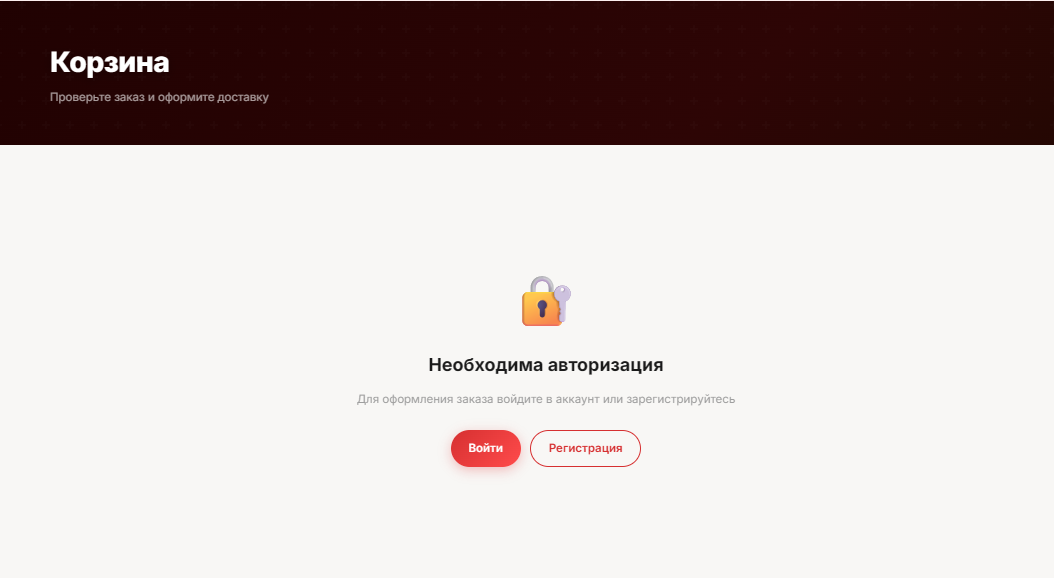 Корзина
Проверьте заказ и оформите доставку
Необходима авторизация
Для оформления заказа войдите в аккаунт или зарегистрируйтесь
Войти
Регистрация